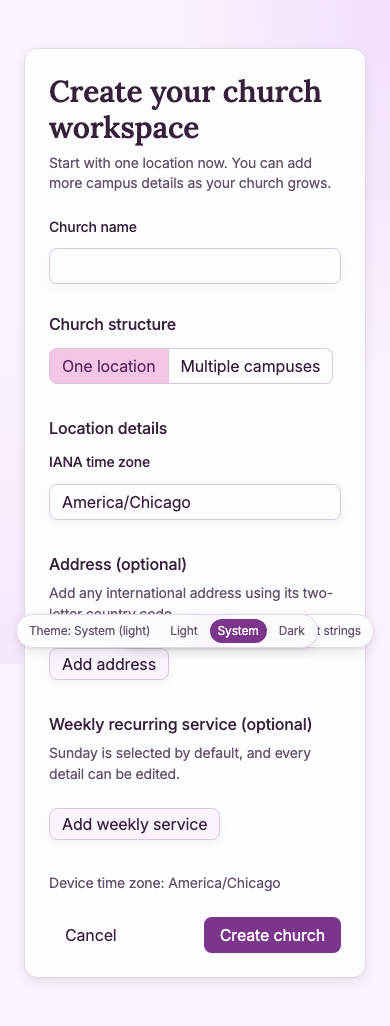 Create your church
workspace
Start with one location now. You can add
more campus details as your church grows.
Church name
Church structure
One location
Multiple campuses
Location details
IANA time zone
America/Chicago
Address (optional)
Add any international address using its two-
letter country code.
Theme: System (light)
Light
System
Dark
strings
Add address
Weekly recurring service (optional)
Sunday is selected by default, and every
detail can be edited.
Add weekly service
Device time zone: America/Chicago
Cancel
Create church